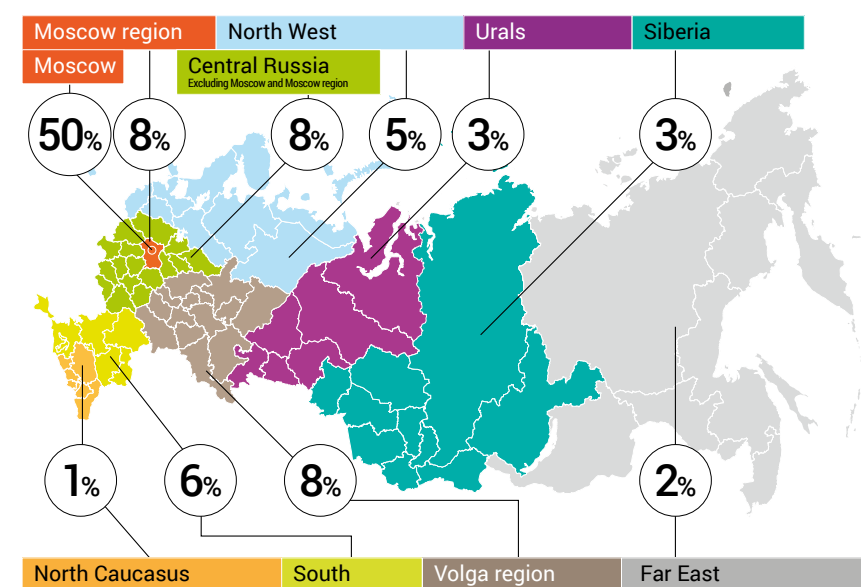 Moscow region
North West
Urals
Siberia
Moscow
Central Russia
Excluding Moscow and Moscow region
50%
8%
8%
5%
3%
3%
1%
6%
8%
2%
North Caucasus
South
Volga region
Far East